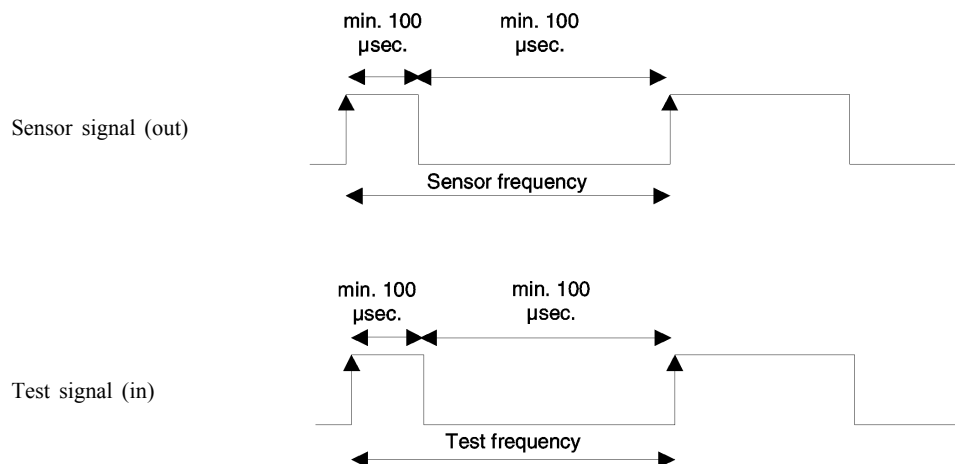 min. 100
µsec.
min. 100
µsec.
Sensor signal (out)
Sensor frequency
min. 100
µsec.
min. 100
µsec.
Test signal (in)
Test frequency